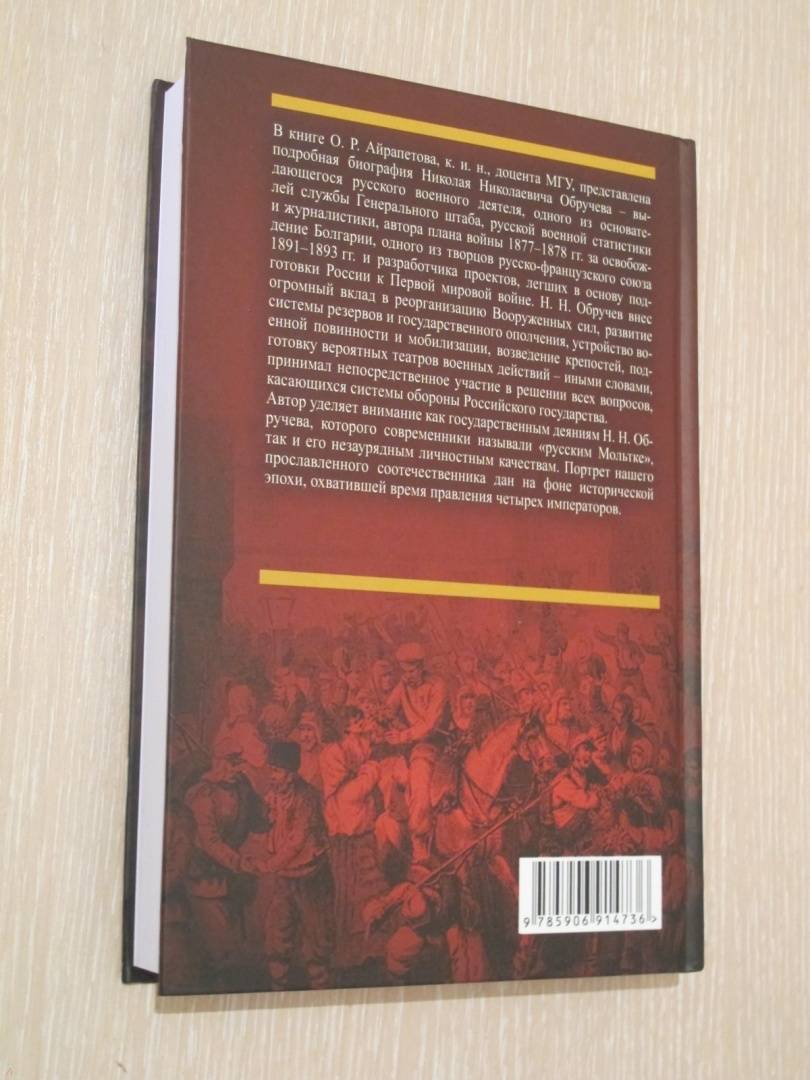 В книге О. Р. Айрапетова, к. и. н., доцента МГУ, представлена
подробная биография Николая Николаевича Обручева – вы-
дающегося русского военного деятеля, одного из основате-
лей службы Генерального штаба, русской военной статистики
и журналистики, автора плана войны 1877–1878 гг. за освобож-
дение Болгарии, одного из творцов русско-французского союза
1891–1893 гг. и разработчика проектов, легших в основу под-
готовки России к Первой мировой войне. Н. Н. Обручев внес
огромный вклад в реорганизацию Вооруженных сил, развитие
системы резервов и государственного ополчения, устройство во-
енной повинности и мобилизации, возведение крепостей, под-
готовку вероятных театров военных действий – иными словами,
принимал непосредственное участие в решении всех вопросов,
касающихся системы обороны Российского государства.
Автор уделяет внимание как государственным деяниям Н. Н. Об-
ручева, которого современники называли «русским Мольтке»,
так и его незаурядным личностным качествам. Портрет нашего
прославленного соотечественника дан на фоне исторической
эпохи, охватившей время правления четырех императоров.
9 785906 914736 >